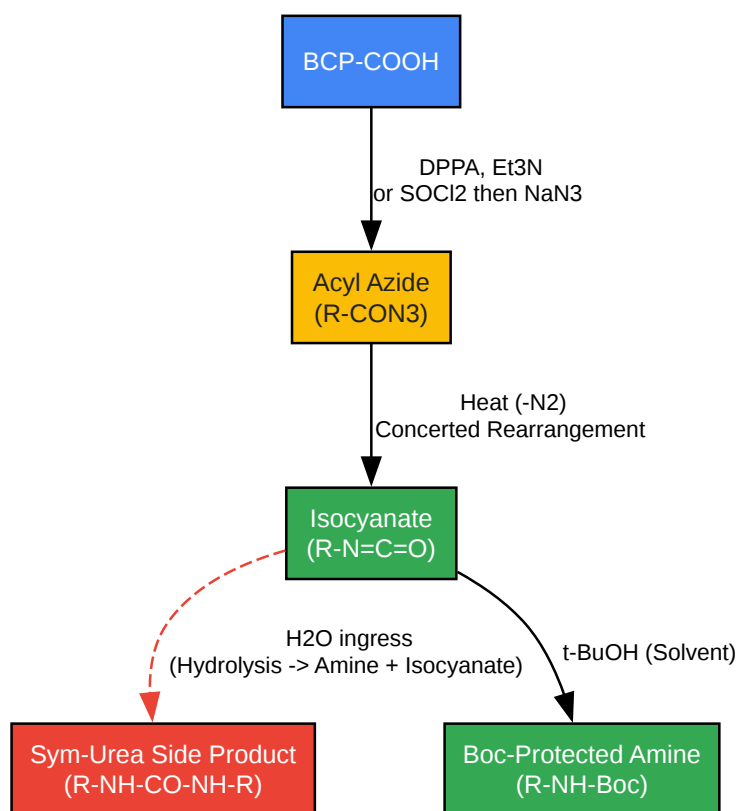 BCP-COOH
DPPA, Et3N
or SOCl2 then NaN3
Acyl Azide
(R-CON3)
Heat (-N2)
Concerted Rearrangement
Isocyanate
(R-N=C=O)
H2O ingress
(Hydrolysis -> Amine + Isocyanate)
t-BuOH (Solvent)
Sym-Urea Side Product
(R-NH-CO-NH-R)
Boc-Protected Amine
(R-NH-Boc)